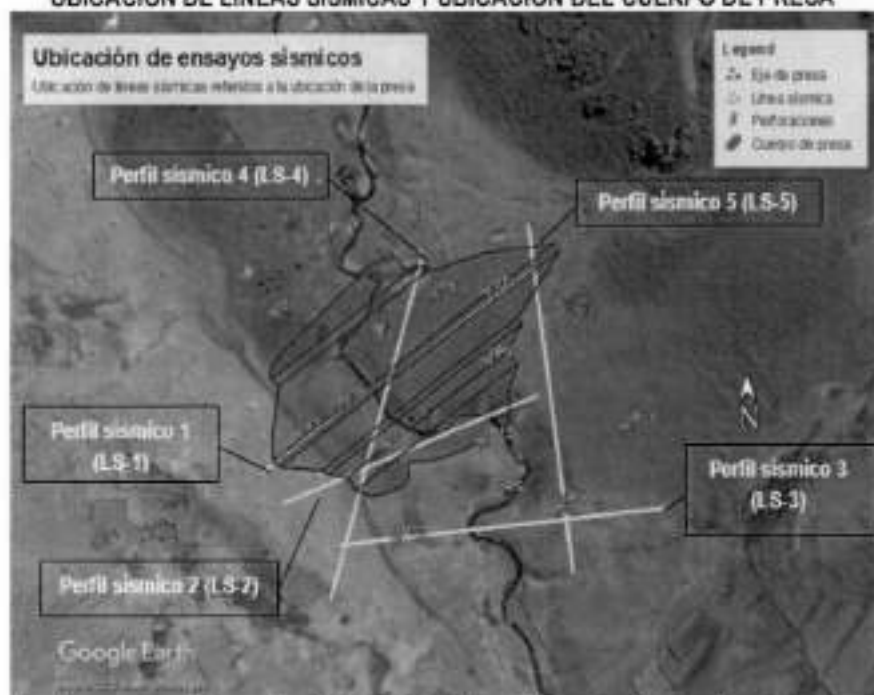 UBICACIÓN DE LÍNEAS SÍSMICAS Y UBICACIÓN DEL CUERPO DE PRESA
Ubicación de ensayos sísmicos
Ubicación de líneas sísmicas referidos a la ubicación de la presa
Legend
Eje de presa
Línea sísmica
Perforaciones
Cuerpo de presa
Perfil sísmico 4 (LS-4)
Perfil sísmico 5 (LS-5)
Perfil sísmico 1
(LS-1)
N
Perfil sísmico 3
(LS-3)
Perfil sísmico 2 (LS-2)
Google Earth